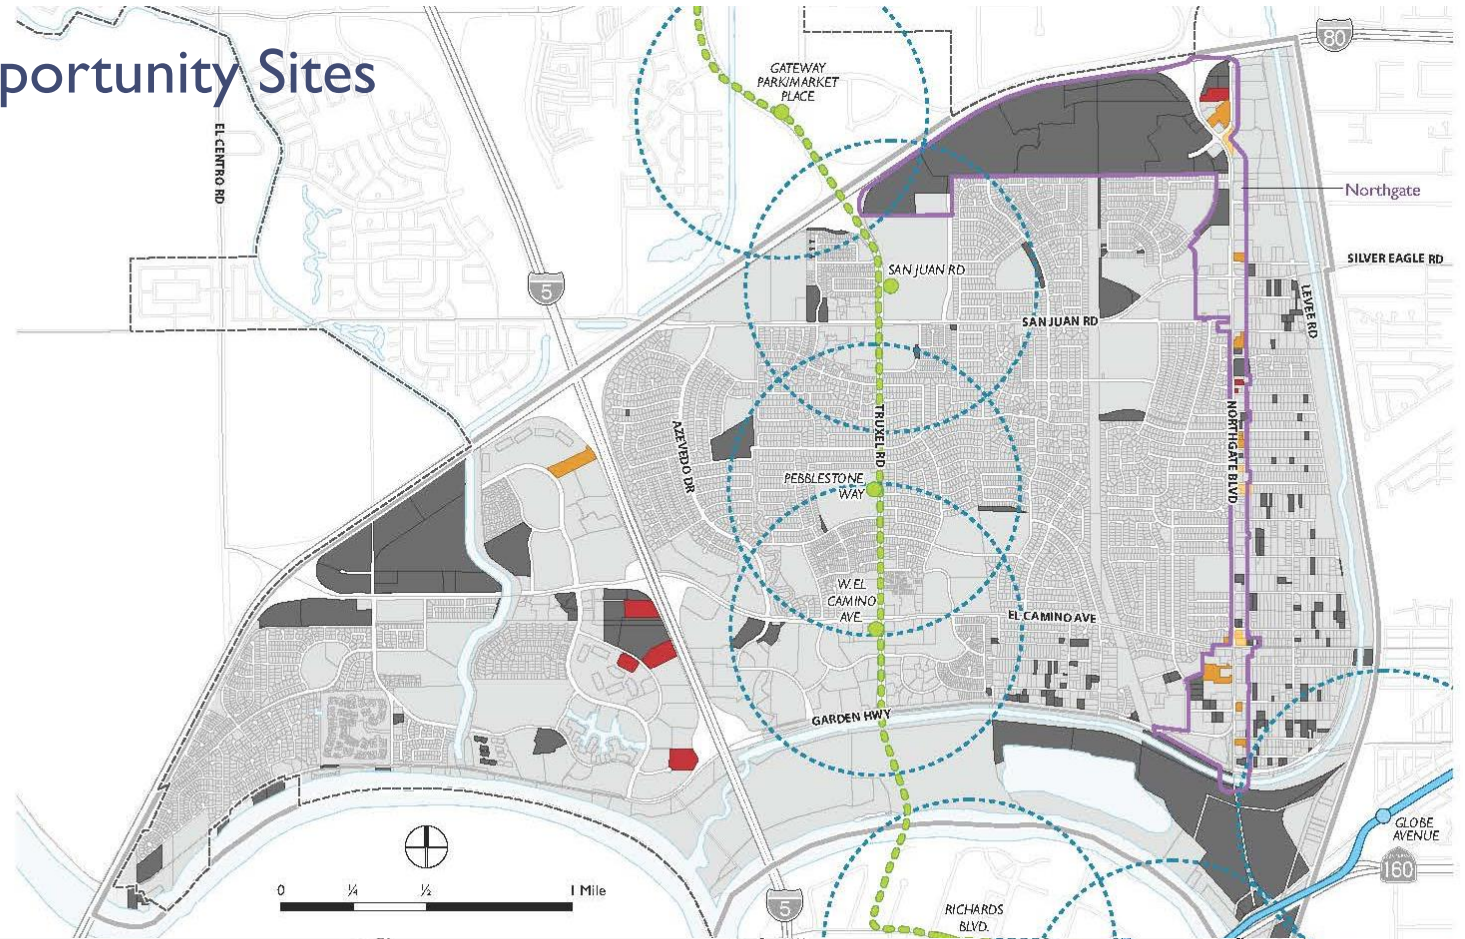 portunity Sites
EL CENTRO RD
5
GATEWAY
PARK/MARKET
PLACE
80
Northgate
SILVER EAGLE RD
LEVEE RD
SAN JUAN RD
SAN JUAN RD
AZEVEDO DR
TRUXEL RD
NORTHGATE BLVD
PEBBLESTONE
WAY
W. EL
CAMINO
AVE.
EL CAMINO AVE
GARDEN HWY
GLOBE
AVENUE
160
0 ¼ ½ 1 Mile
5
RICHARDS
BLVD.